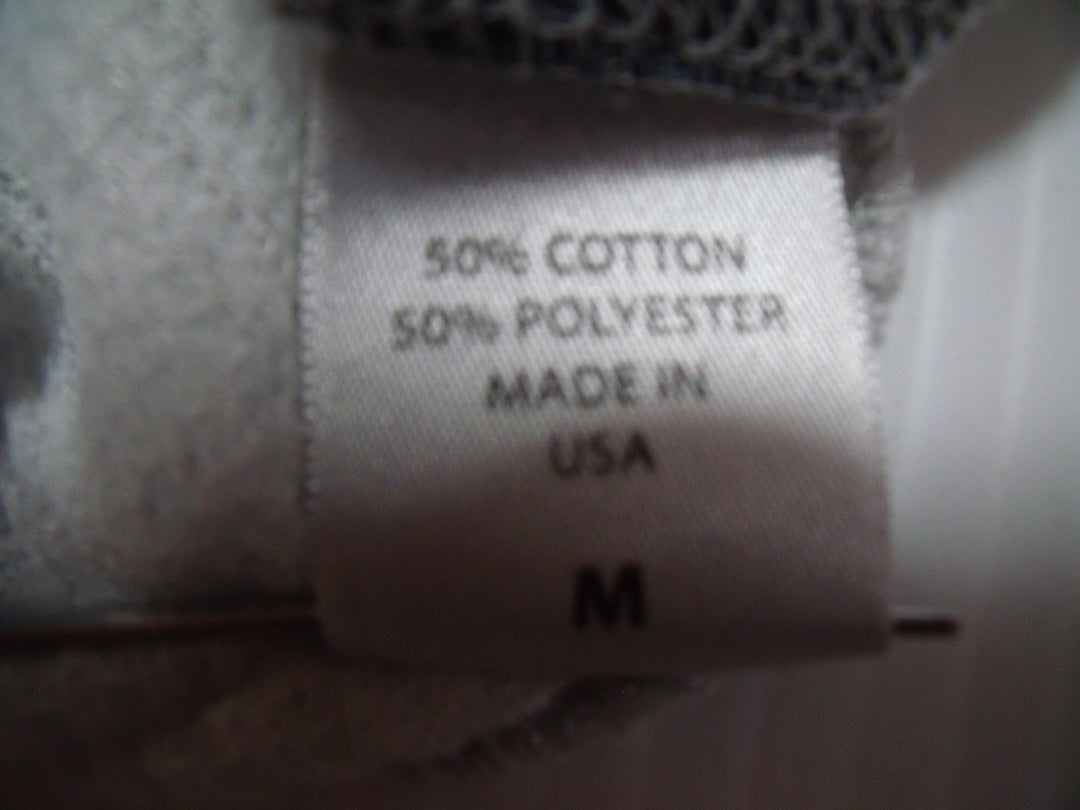 50% COTTON
50% POLYESTER
MADE IN
USA
M